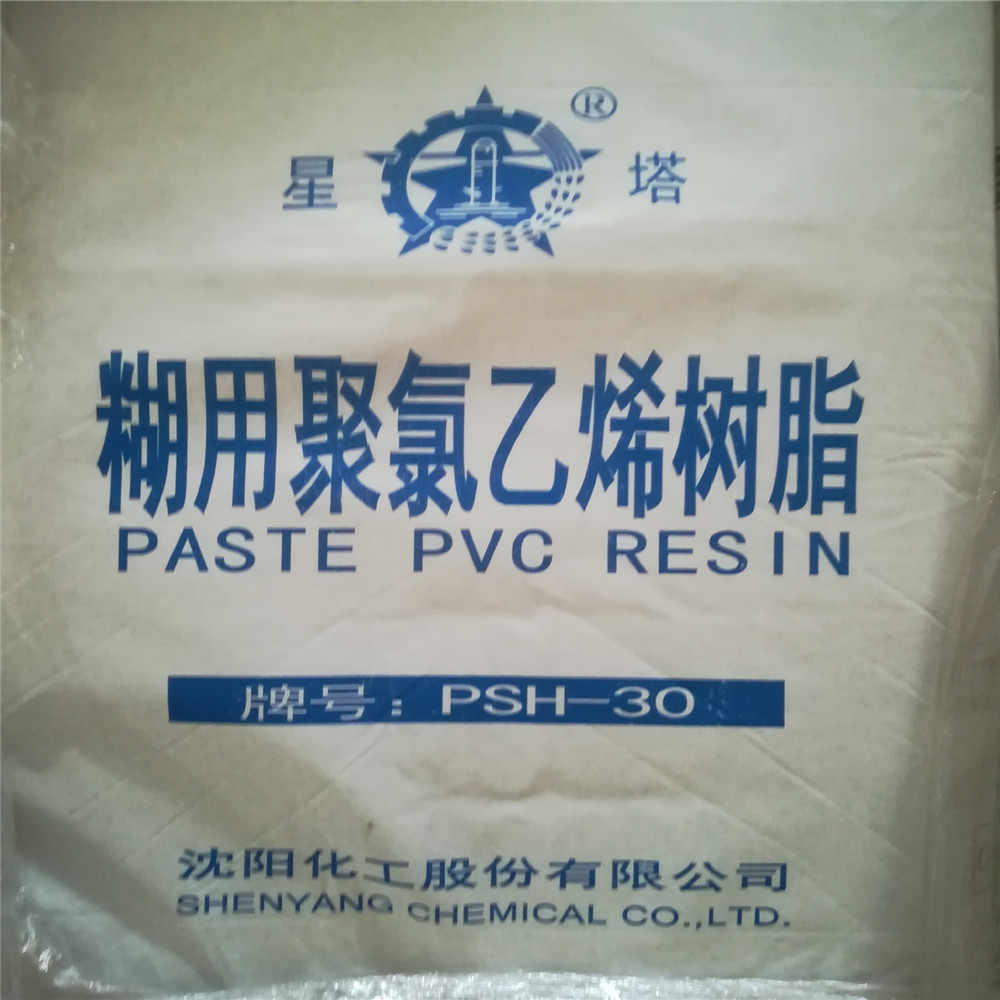 星 塔 ®
糊用聚氯乙烯树脂
PASTE PVC RESIN
牌号：PSH-30
沈阳化工股份有限公司
SHENYANG CHEMICAL CO.,LTD.